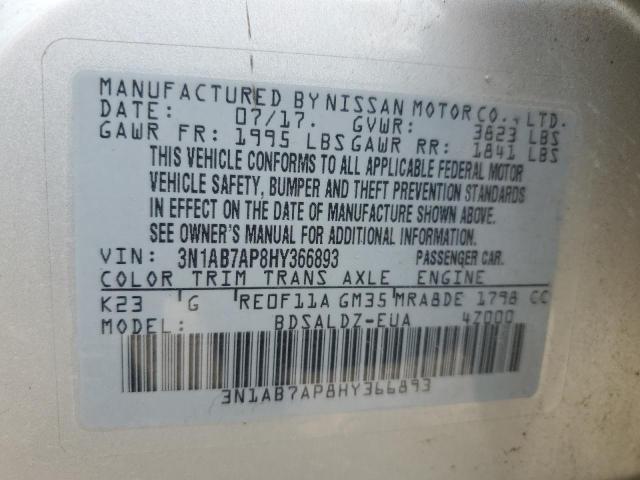 MANUFACTURED BY NISSAN MOTOR CO., LTD.
DATE: 07/17. GVWR: 3823 LBS
GAWR FR: 1995 LBS GAWR RR: 1841 LBS
THIS VEHICLE CONFORMS TO ALL APPLICABLE FEDERAL MOTOR
VEHICLE SAFETY, BUMPER AND THEFT PREVENTION STANDARDS
IN EFFECT ON THE DATE OF MANUFACTURE SHOWN ABOVE.
SEE OWNER'S MANUAL FOR ADDITIONAL INFORMATION.
VIN: 3N1AB7AP8HY366893 PASSENGER CAR.
COLOR TRIM TRANS AXLE ENGINE
K23 G RE0F11A GM35 MRA8DE 1798 CC
MODEL: BDSALDZ-EUA 4Z000
3N1AB7AP8HY366893